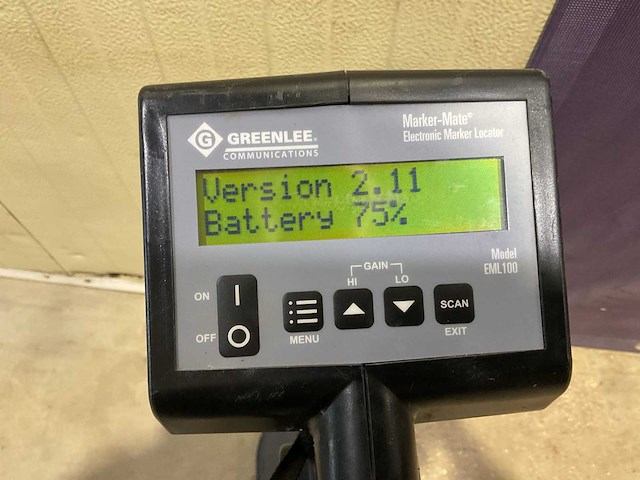 G GREENLEE
COMMUNICATIONS
Marker-Mate®
Electronic Marker Locator
Version 2.11
Battery 75%
Model
EML100
GAIN
HI LO
ON
OFF
MENU
SCAN
EXIT